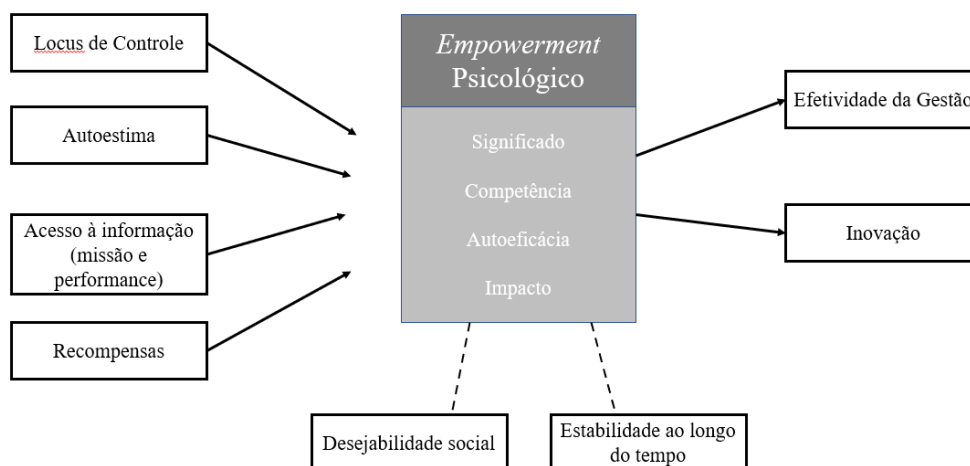 Locus de Controle
Autoestima
Acesso à informação
(missão e
performance)
Recompensas
Empowerment
Psicológico
Significado
Competência
Autoeficácia
Impacto
Efetividade da Gestão
Inovação
Desejabilidade social
Estabilidade ao longo
do tempo